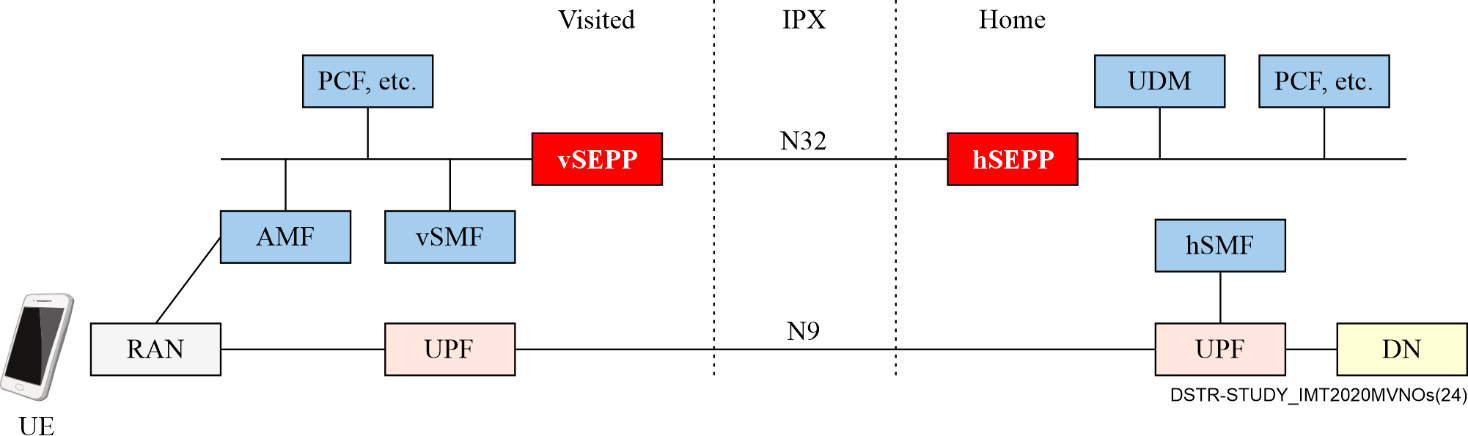 Visited
IPX
Home
PCF, etc.
UDM
PCF, etc.
vSEPP
N32
hSEPP
AMF
vSMF
hSMF
RAN
UPF
N9
UPF
DN
DSTR-STUDY_IMT2020MVNOs(24)
UE